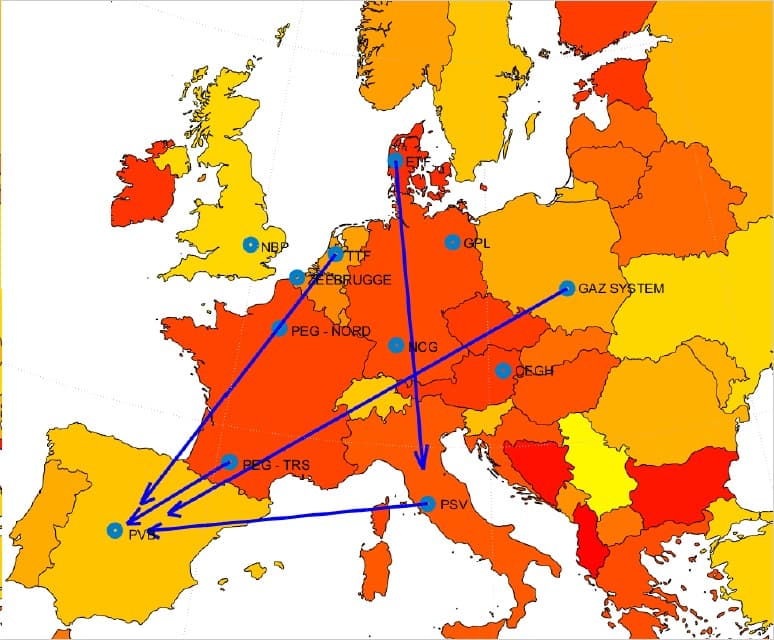 ETF
GPL
NBP
TTF
ZEEBRUGGE
GAZ SYSTEM
PEG - NORD
NCG
CEGH
PEG - TRS
PSV
PVB